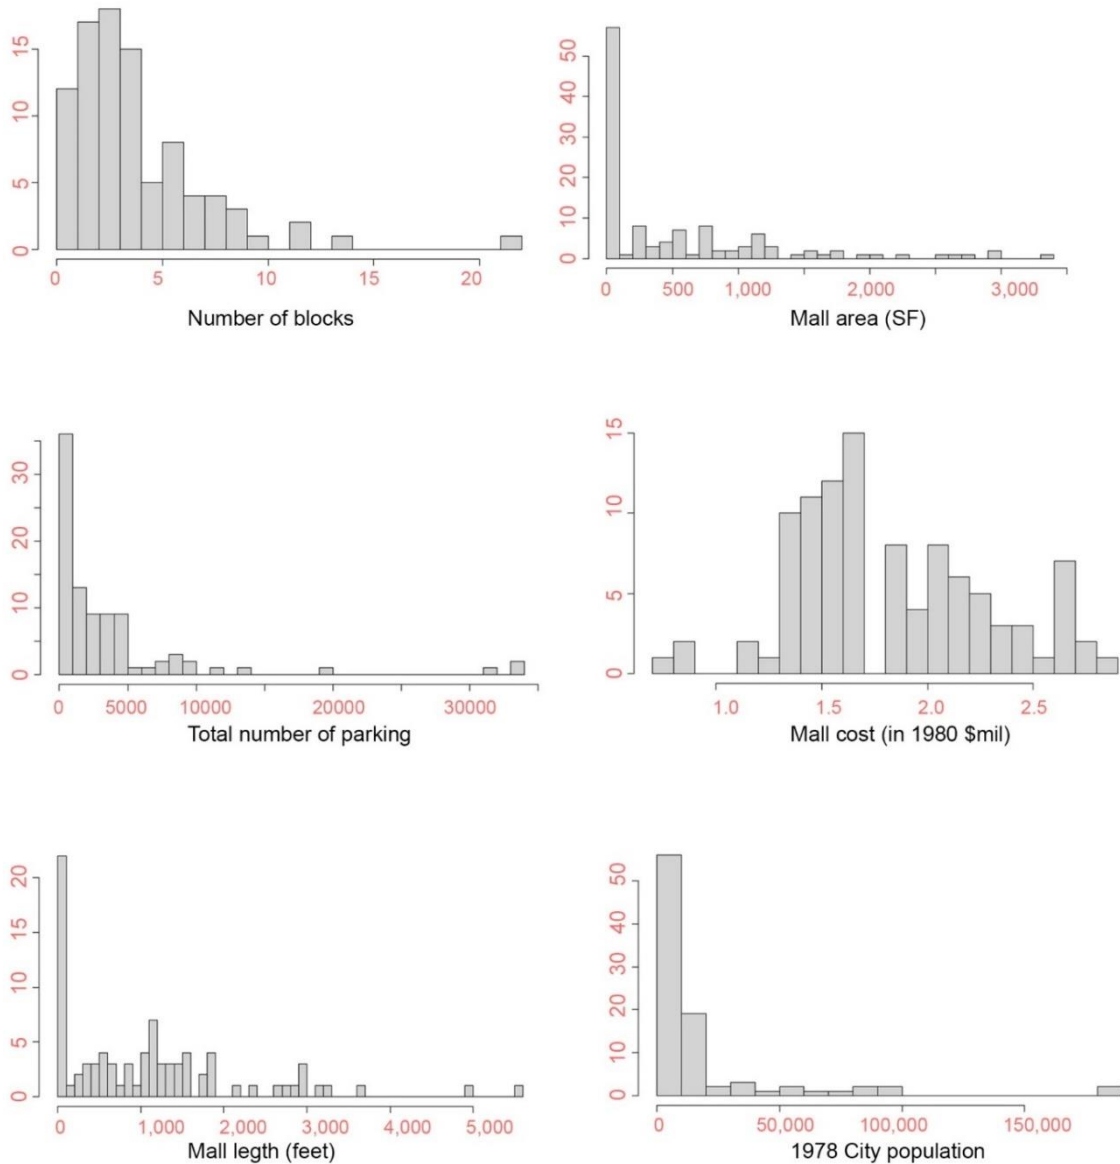 15
10
5
0
0 5 10 15 20
Number of blocks
50
40
30
20
10
0
0 500 1,000 2,000 3,000
Mall area (SF)
30
20
10
0
0 5000 10000 20000 30000
Total number of parking
15
10
5
0
1.0 1.5 2.0 2.5
Mall cost (in 1980 $mil)
20
15
10
5
0
0 1,000 2,000 3,000 4,000 5,000
Mall legth (feet)
50
40
30
20
10
0
0 50,000 100,000 150,000
1978 City population